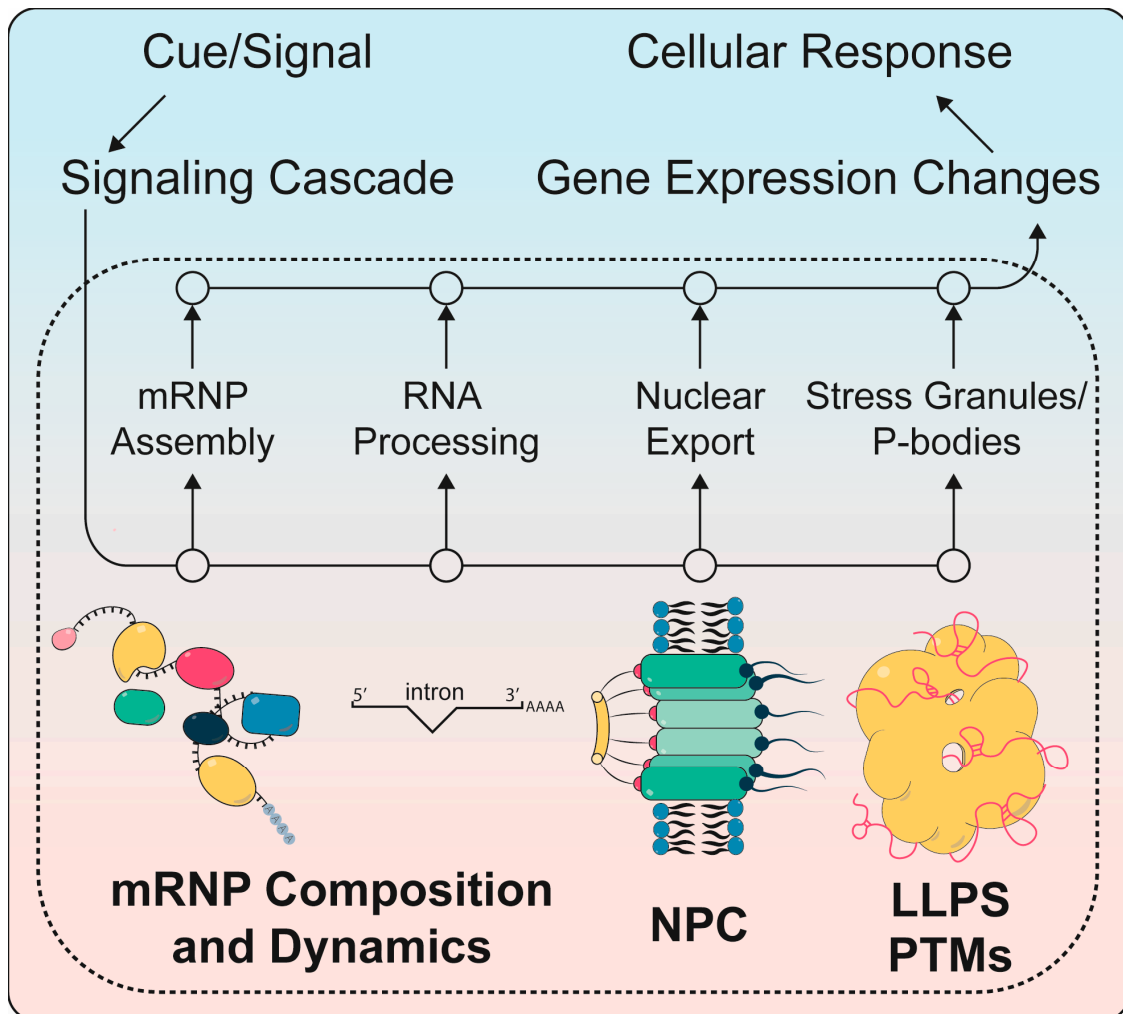 Cue/Signal
Cellular Response
Signaling Cascade
Gene Expression Changes
mRNP
Assembly
RNA
Processing
Nuclear
Export
Stress Granules/
P-bodies
5’ intron 3’ AAAA
AAAA
mRNP Composition
and Dynamics
NPC
LLPS
PTMs